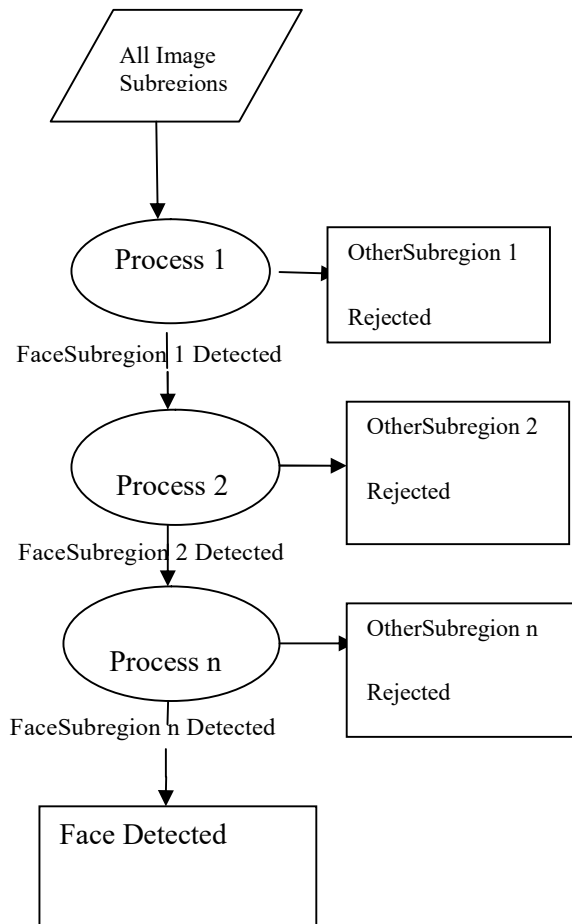 All Image
Subregions
Process 1
OtherSubregion 1
Rejected
FaceSubregion 1 Detected
Process 2
OtherSubregion 2
Rejected
FaceSubregion 2 Detected
Process n
OtherSubregion n
Rejected
FaceSubregion n Detected
Face Detected